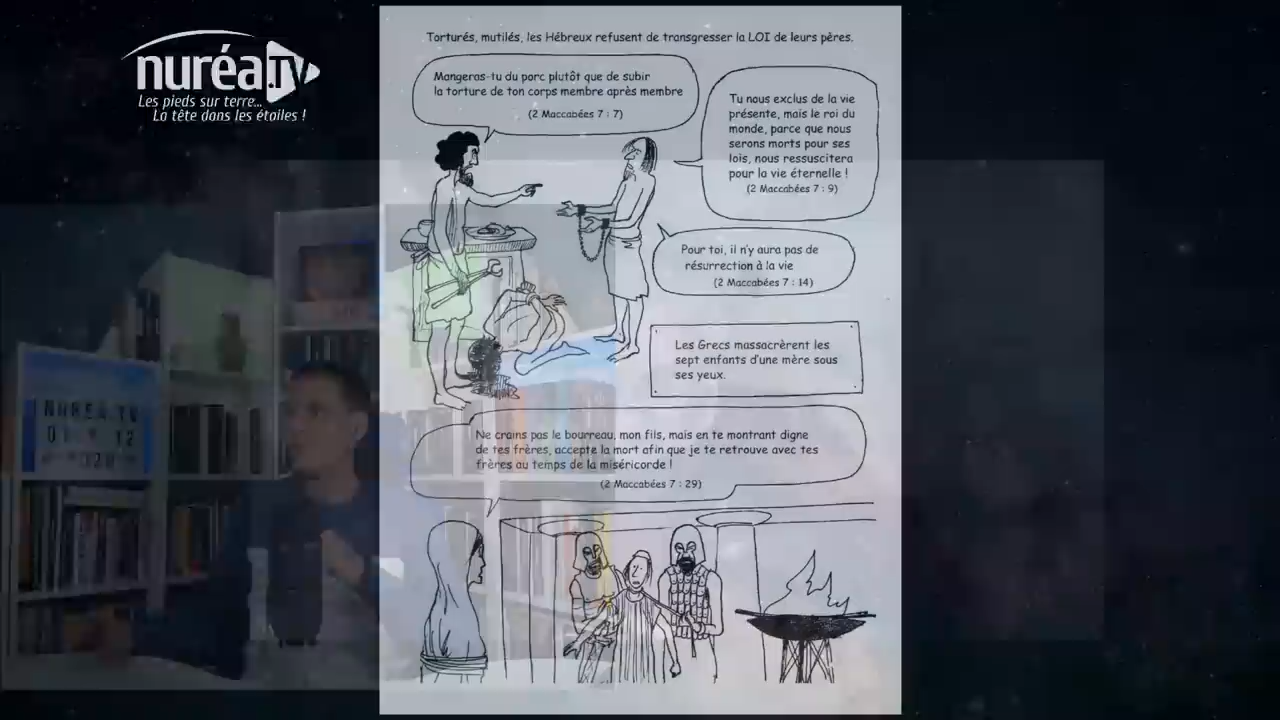 nuréa.TV
Les pieds sur terre...
La tête dans les étoiles !
Torturés, mutilés, les Hébreux refusent de transgresser la LOI de leurs pères.
Mangeras-tu du porc plutôt que de subir
la torture de ton corps membre après membre
(2 Maccabées 7 : 7)
Tu nous exclus de la vie
présente, mais le roi du
monde, parce que nous
serons morts pour ses
lois, nous ressuscitera
pour la vie éternelle !
(2 Maccabées 7 : 9)
Pour toi, il n'y aura pas de
résurrection à la vie
(2 Maccabées 7 : 14)
Les Grecs massacrèrent les
sept enfants d'une mère sous
ses yeux.
Ne crains pas le bourreau, mon fils, mais en te montrant digne
de tes frères, accepte la mort afin que je te retrouve avec tes
frères au temps de la miséricorde !
(2 Maccabées 7 : 29)
NUREA.TV